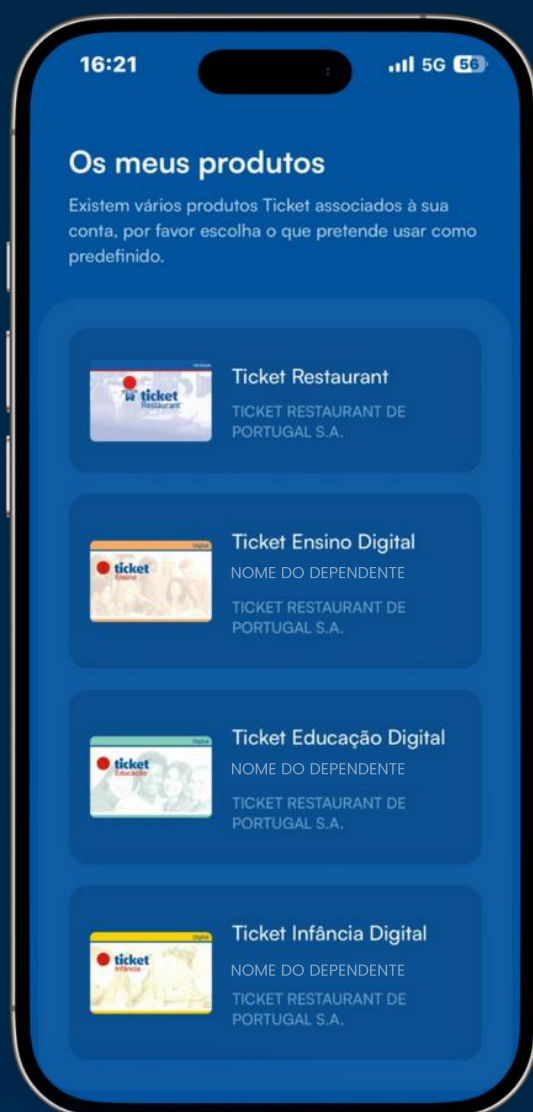 16:21
5G 56
Os meus produtos
Existem vários produtos Ticket associados à sua
conta, por favor escolha o que pretende usar como
predefinido.
ticket
Restaurant
Ticket Restaurant
TICKET RESTAURANT DE
PORTUGAL S.A.
Digital
ticket
Ensino
Ticket Ensino Digital
NOME DO DEPENDENTE
TICKET RESTAURANT DE
PORTUGAL S.A.
Digital
ticket
Educação
Ticket Educação Digital
NOME DO DEPENDENTE
TICKET RESTAURANT DE
PORTUGAL S.A.
Digital
ticket
Infância
Ticket Infância Digital
NOME DO DEPENDENTE
TICKET RESTAURANT DE
PORTUGAL S.A.